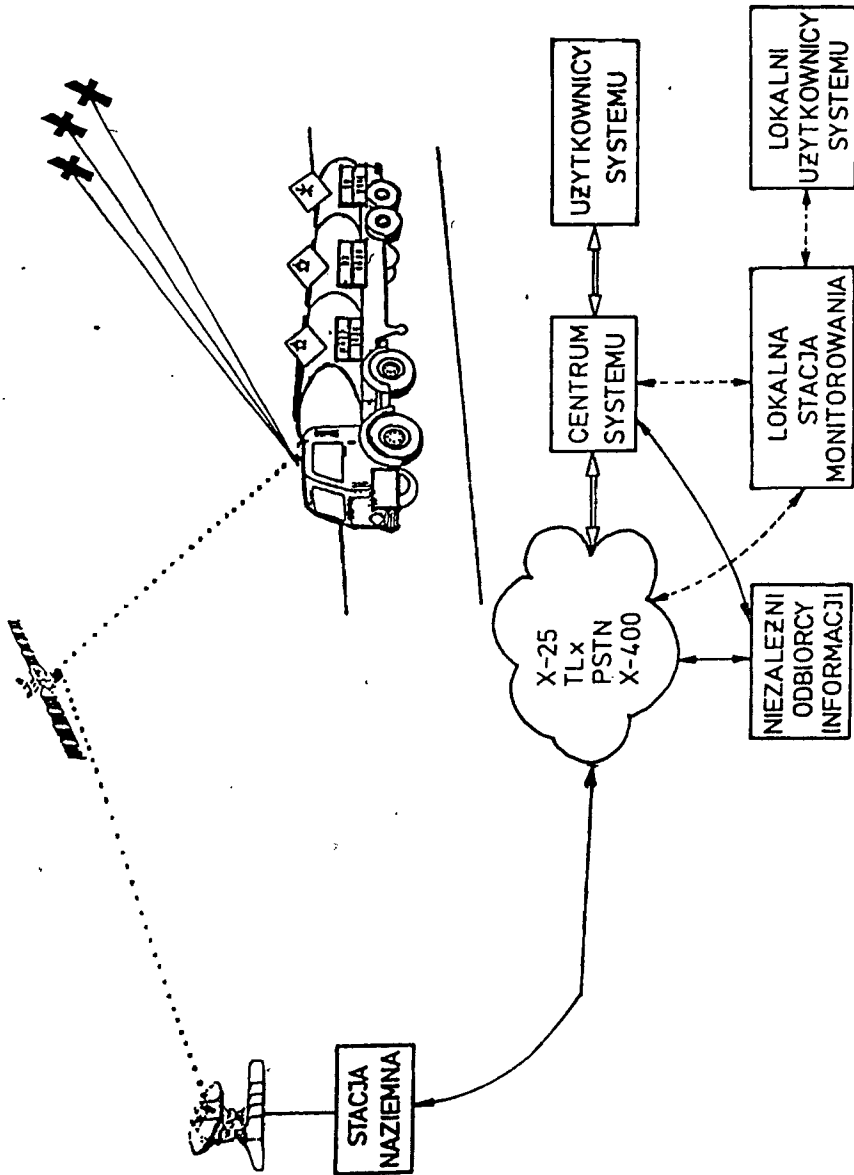 STACJA
NAZIEMNA
X-25
TLx
PSTN
X-400
CENTRUM
SYSTEMU
UŻYTKOWNICY
SYSTEMU
NIEZALEŻNI
ODBIORCY
INFORMACJI
LOKALNA
STACJA
MONITOROWANIA
LOKALNI
UŻYTKOWNICY
SYSTEMU